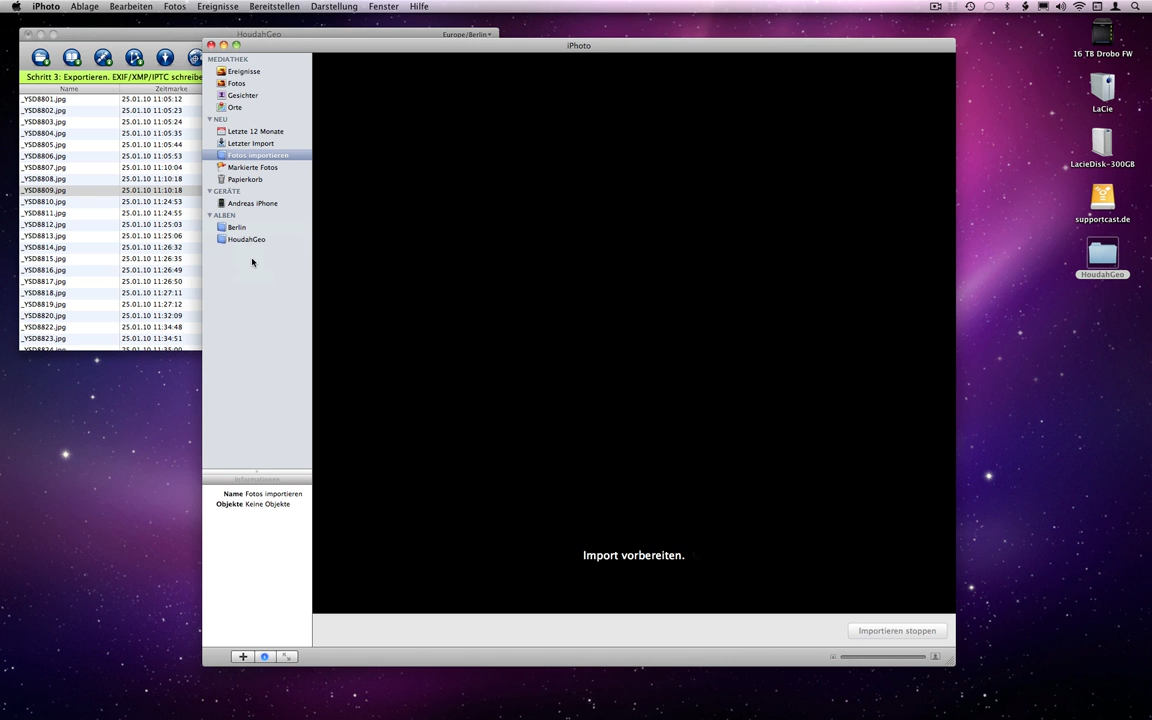 iPhoto Ablage Bearbeiten Fotos Ereignisse Bereitstellen Darstellung Fenster Hilfe
HoudahGeo
Europe/Berlin
Schritt 3: Exportieren. EXIF/XMP/IPTC schreibe
Name Zeitmarke
_YSD8801.jpg 25.01.10 11:05:12
_YSD8802.jpg 25.01.10 11:05:23
_YSD8803.jpg 25.01.10 11:05:24
_YSD8804.jpg 25.01.10 11:05:35
_YSD8805.jpg 25.01.10 11:05:44
_YSD8806.jpg 25.01.10 11:05:53
_YSD8807.jpg 25.01.10 11:10:04
_YSD8808.jpg 25.01.10 11:10:18
_YSD8809.jpg 25.01.10 11:10:18
_YSD8810.jpg 25.01.10 11:24:53
_YSD8811.jpg 25.01.10 11:24:55
_YSD8812.jpg 25.01.10 11:25:03
_YSD8813.jpg 25.01.10 11:25:06
_YSD8814.jpg 25.01.10 11:26:32
_YSD8815.jpg 25.01.10 11:26:35
_YSD8816.jpg 25.01.10 11:26:49
_YSD8817.jpg 25.01.10 11:26:50
_YSD8818.jpg 25.01.10 11:27:11
_YSD8819.jpg 25.01.10 11:27:12
_YSD8820.jpg 25.01.10 11:32:09
_YSD8822.jpg 25.01.10 11:34:48
_YSD8823.jpg 25.01.10 11:34:51
_YSD8824.jpg 25.01.10 11:35:00
iPhoto
MEDIATHEK
Ereignisse
Fotos
Gesichter
Orte
NEU
Letzte 12 Monate
Letzter Import
Fotos importieren
Markierte Fotos
Papierkorb
GERÄTE
Andreas iPhone
ALBEN
Berlin
HoudahGeo
Informationen
Name Fotos importieren
Objekte Keine Objekte
Import vorbereiten.
Importieren stoppen
16 TB Drobo FW
LaCie
LacieDisk-300GB
supportcast.de
HoudahGeo